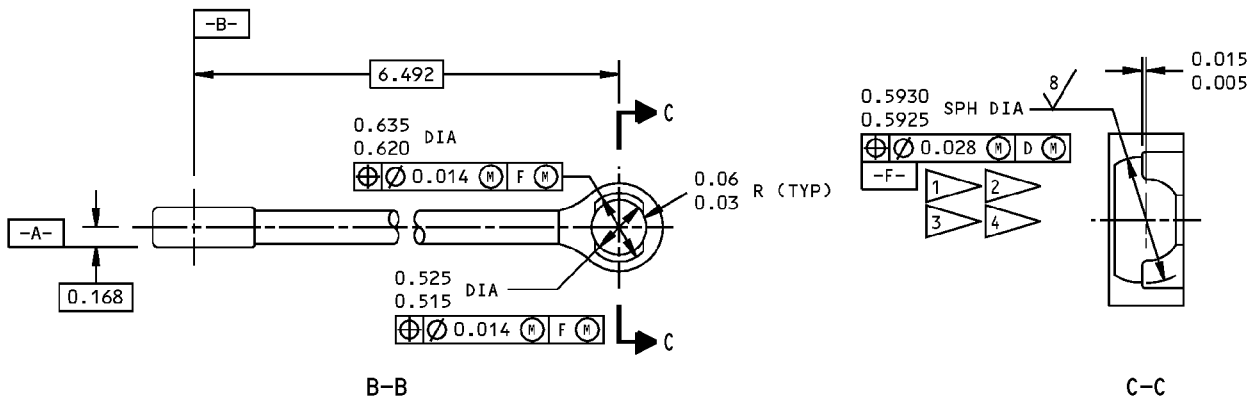 -B-
6.492
C
0.635
0.620
DIA
⌖ ⌀ 0.014 Ⓜ F Ⓜ
0.06
0.03
R (TYP)
-A-
0.168
0.525
0.515
DIA
⌖ ⌀ 0.014 Ⓜ F Ⓜ
C
B-B
0.015
0.005
8
0.5930
0.5925
SPH DIA
⌖ ⌀ 0.028 Ⓜ D Ⓜ
-F-
1 2
3 4
C-C